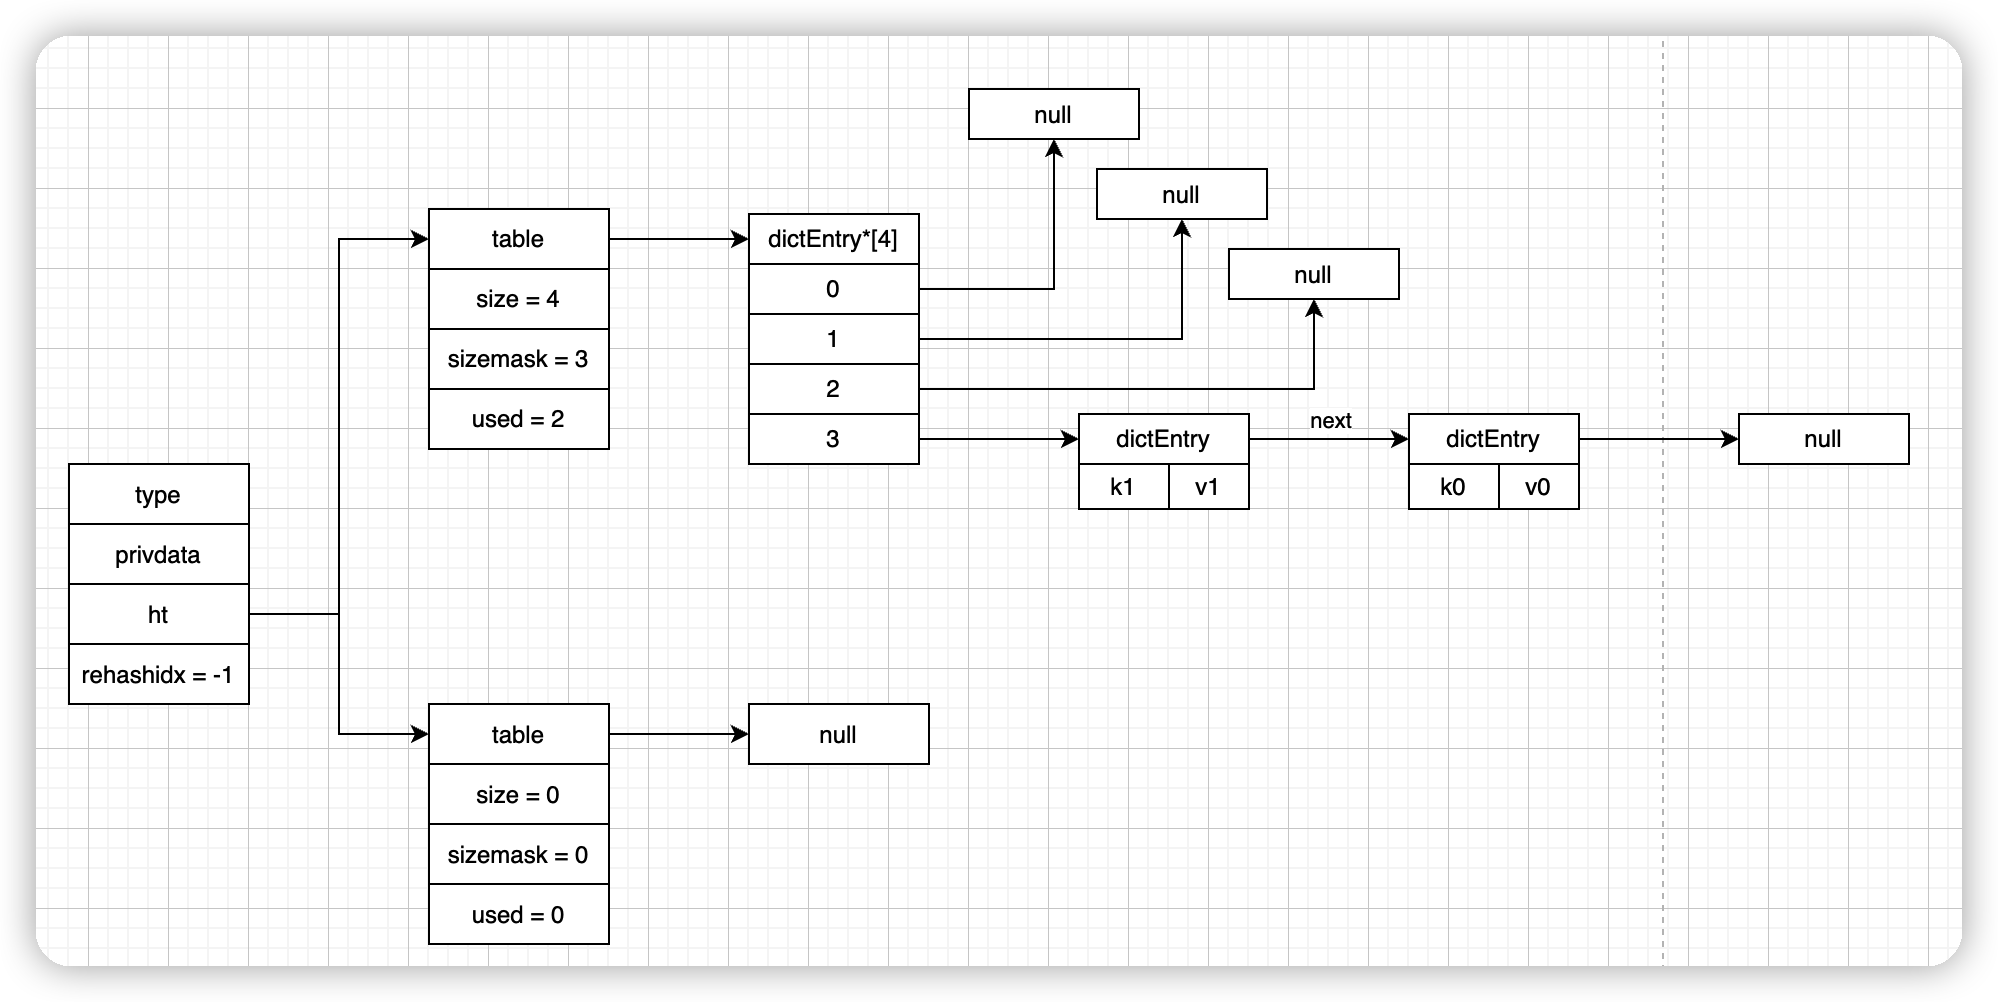 null
null
table
dictEntry*[4]
size = 4
0
null
sizemask = 3
1
used = 2
2
3
dictEntry
next
dictEntry
null
k1
v1
k0
v0
type
privdata
ht
rehashidx = -1
table
null
size = 0
sizemask = 0
used = 0